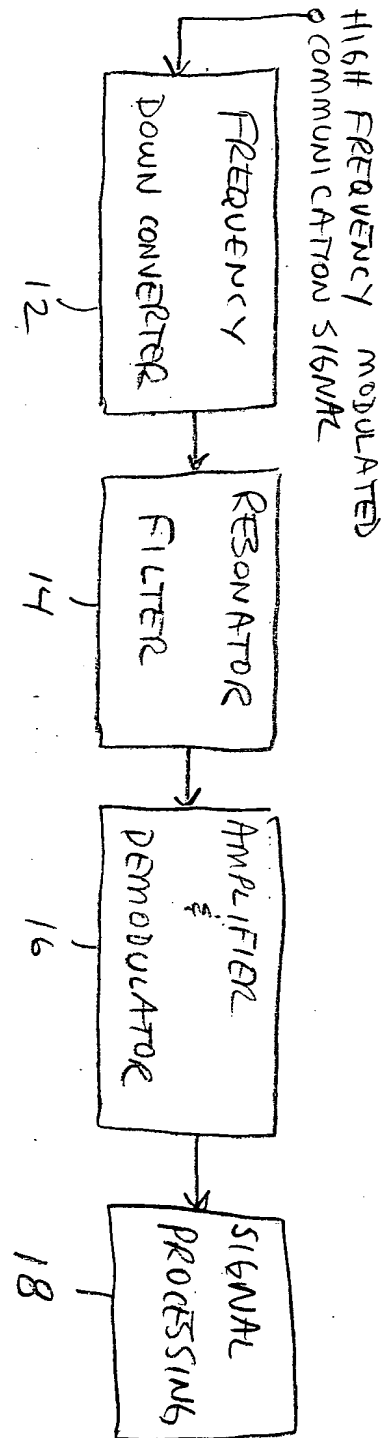 HIGH FREQUENCY MODULATED
COMMUNICATION SIGNAL
FREQUENCY
DOWN CONVERTER
12
RESONATOR
FILTER
14
AMPLIFIER
&
DEMODULATOR
16
SIGNAL
PROCESSING
18